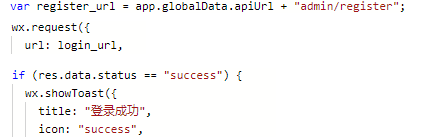 var register_url = app.globalData.apiUrl + "admin/register";
wx.request({
url: login_url,
if (res.data.status == "success") {
wx.showToast({
title: "登录成功",
icon: "success",